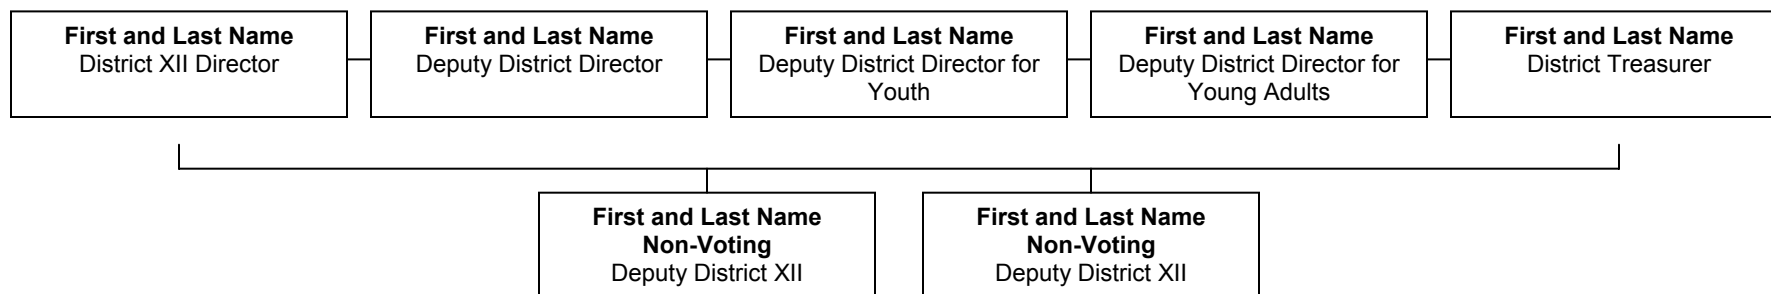 First and Last Name
District XII Director
First and Last Name
Deputy District Director
First and Last Name
Deputy District Director for
Youth
First and Last Name
Deputy District Director for
Young Adults
First and Last Name
District Treasurer
First and Last Name
Non-Voting
Deputy District XII
First and Last Name
Non-Voting
Deputy District XII